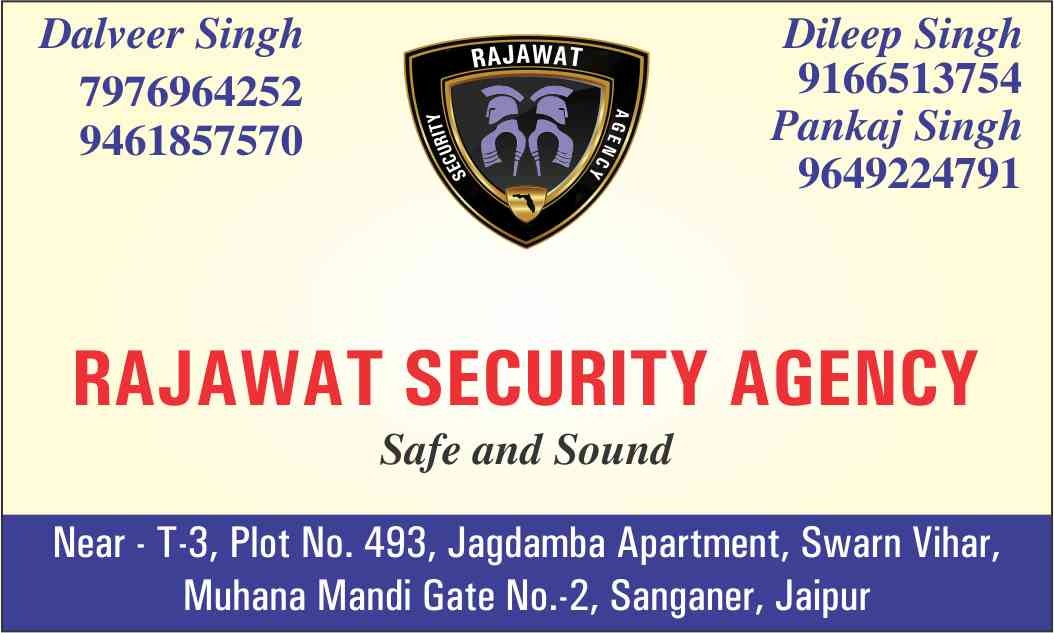 Dalveer Singh
7976964252
9461857570
RAJAWAT
SECURITY
AGENCY
Dileep Singh
9166513754
Pankaj Singh
9649224791
RAJAWAT SECURITY AGENCY
Safe and Sound
Near - T-3, Plot No. 493, Jagdamba Apartment, Swarn Vihar,
Muhana Mandi Gate No.-2, Sanganer, Jaipur